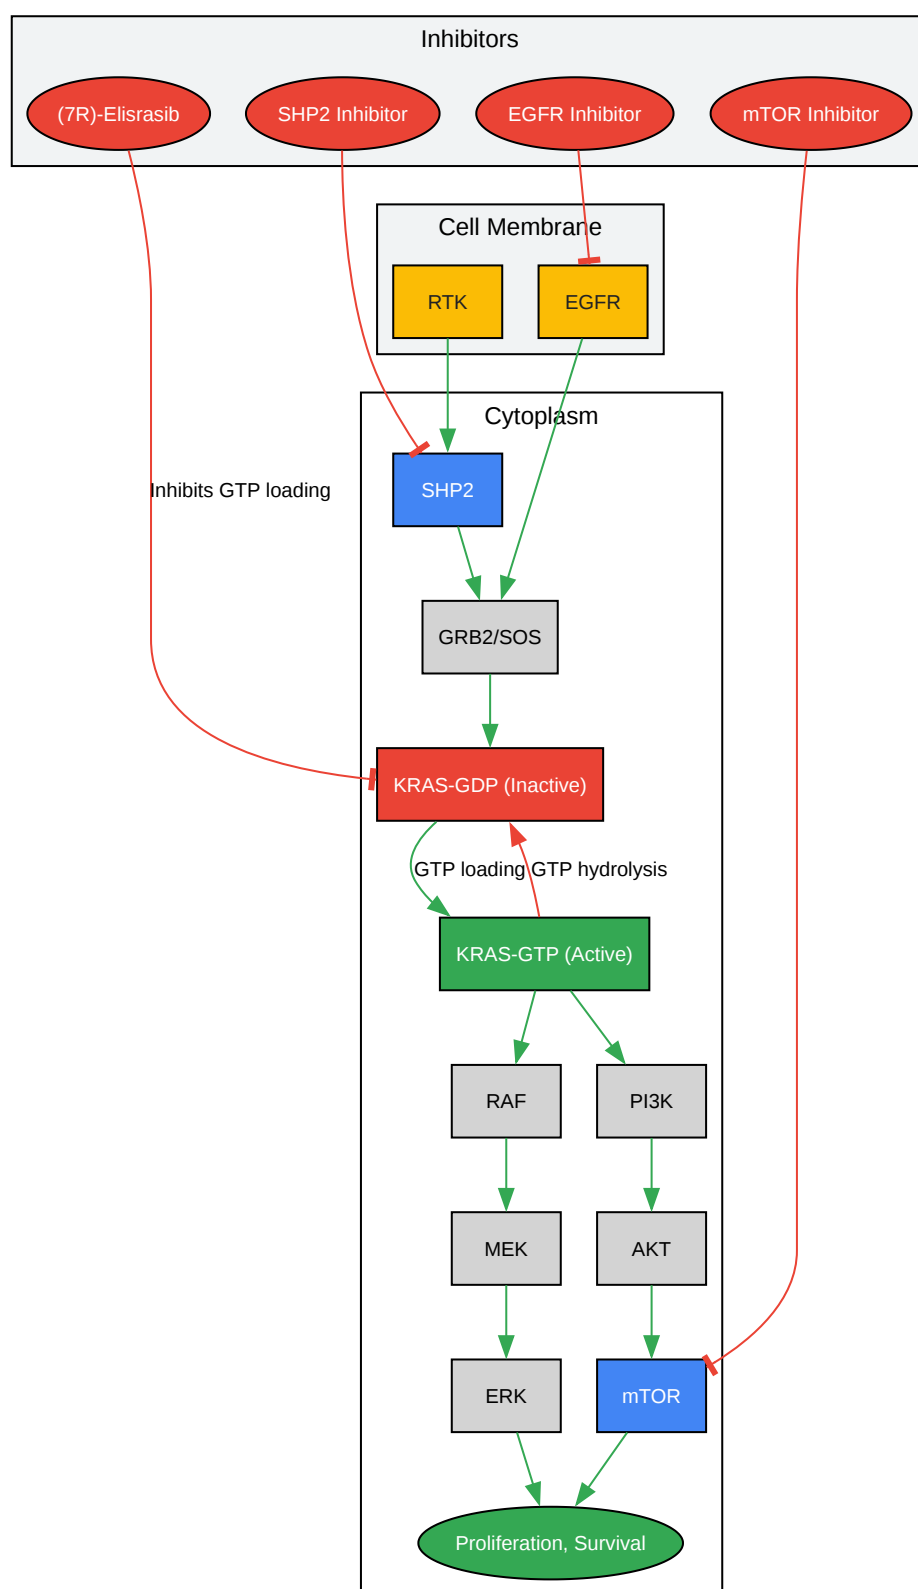 Inhibitors
(7R)-Elisrasib
SHP2 Inhibitor
EGFR Inhibitor
mTOR Inhibitor
Cell Membrane
RTK
EGFR
Cytoplasm
SHP2
Inhibits GTP loading
GRB2/SOS
KRAS-GDP (Inactive)
GTP loading
GTP hydrolysis
KRAS-GTP (Active)
RAF
PI3K
MEK
AKT
ERK
mTOR
Proliferation, Survival